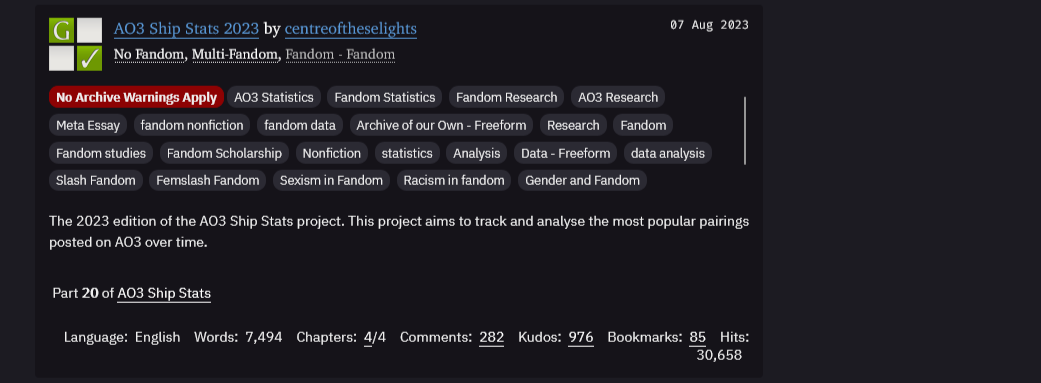 G AO3 Ship Stats 2023 by centreoftheselights 07 Aug 2023
✓ No Fandom, Multi-Fandom, Fandom - Fandom
No Archive Warnings Apply AO3 Statistics Fandom Statistics Fandom Research AO3 Research
Meta Essay fandom nonfiction fandom data Archive of our Own - Freeform Research Fandom
Fandom studies Fandom Scholarship Nonfiction statistics Analysis Data - Freeform data analysis
Slash Fandom Femslash Fandom Sexism in Fandom Racism in fandom Gender and Fandom
The 2023 edition of the AO3 Ship Stats project. This project aims to track and analyse the most popular pairings
posted on AO3 over time.
Part 20 of AO3 Ship Stats
Language: English Words: 7,494 Chapters: 4/4 Comments: 282 Kudos: 976 Bookmarks: 85 Hits:
30,658